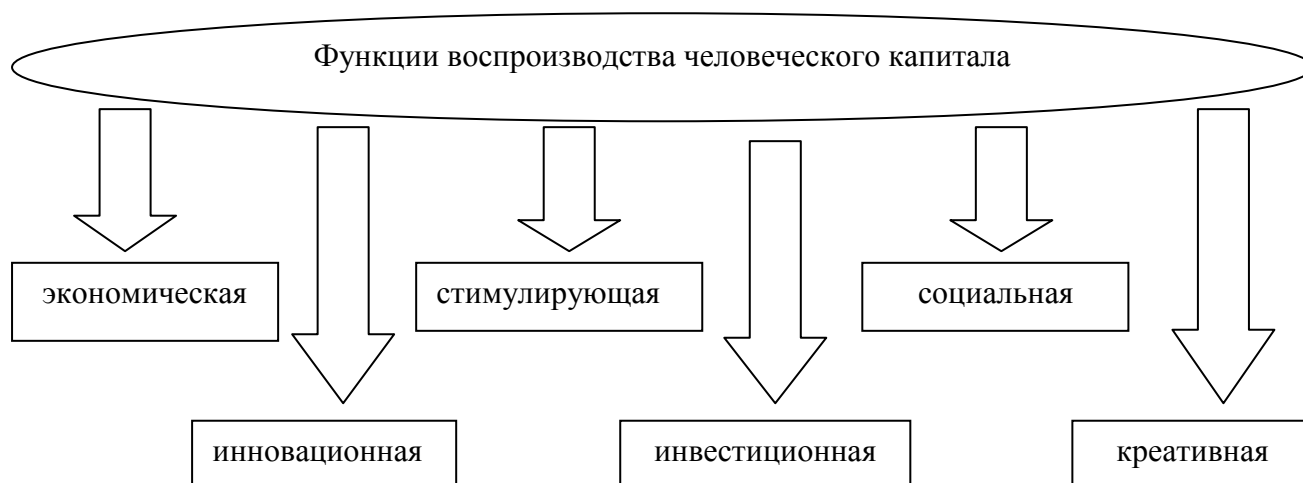 Функции воспроизводства человеческого капитала
экономическая
стимулирующая
социальная
инновационная
инвестиционная
креативная